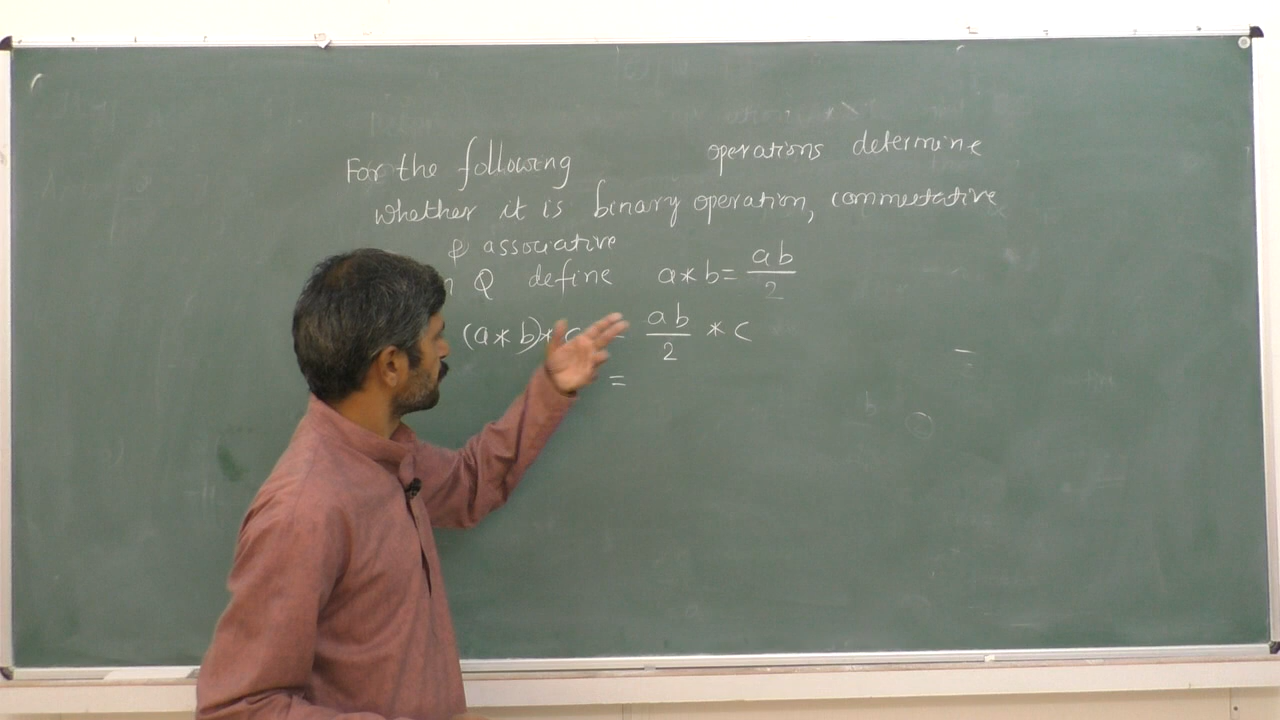 For the following operations determine
whether it is binary operation, commutative
& associative
n Q define a * b = ab/2
(a * b) * c = ab/2 * c
=